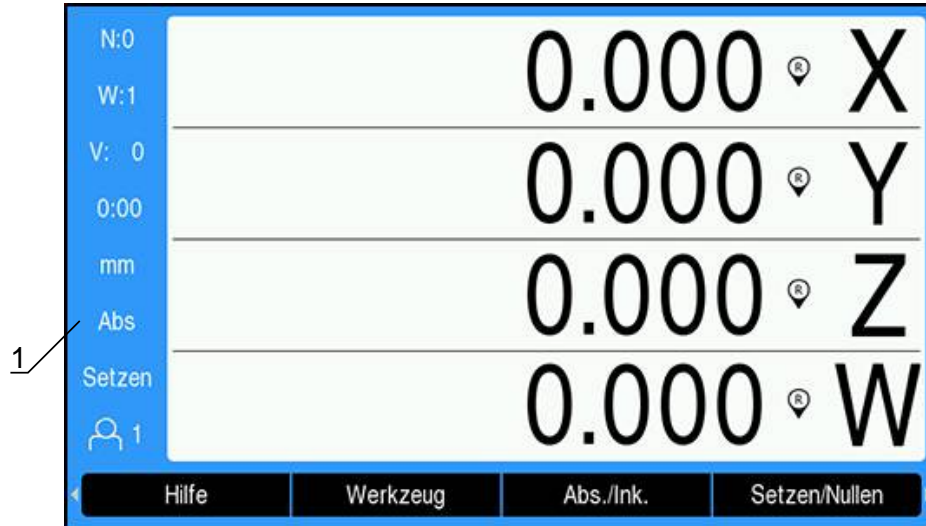 N:0
0.000 ® X
W:1
V: 0
0.000 ® Y
0:00
mm
0.000 ® Z
Abs
1
Setzen
0.000 ® W
1
Hilfe Werkzeug Abs./Ink. Setzen/Nullen